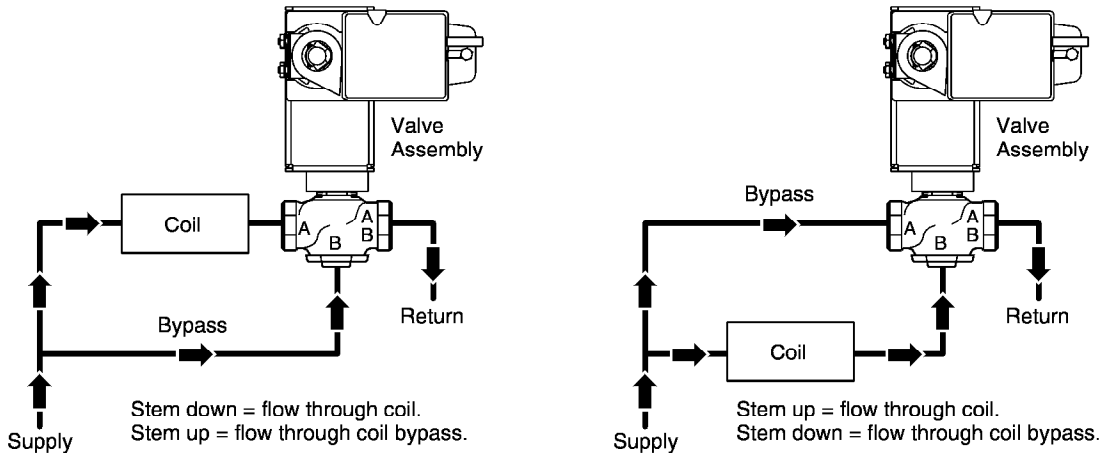 Valve
Assembly
Coil
A
A
B
B
Bypass
Return
Supply
Stem down = flow through coil.
Stem up = flow through coil bypass.
Valve
Assembly
Bypass
A
A
B
B
Return
Coil
Supply
Stem up = flow through coil.
Stem down = flow through coil bypass.